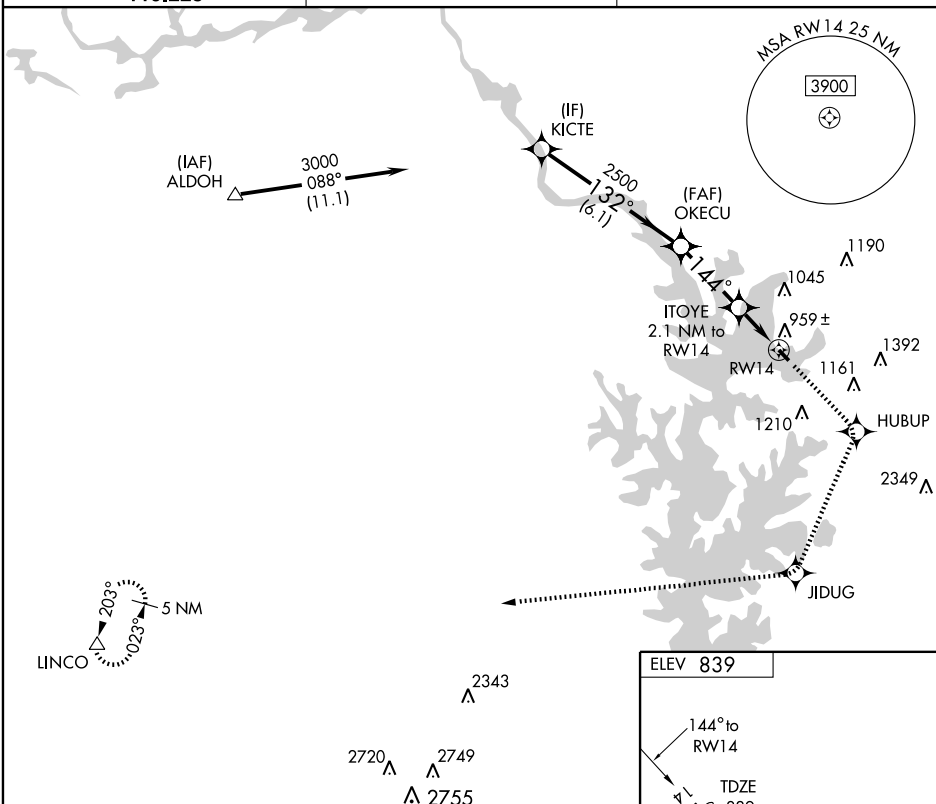 MSA RW14 25 NM
3900
(IF)
KICTE
(IAF)
ALDOH
3000
088°
(11.1)
2500
132°
(6.1)
(FAF)
OKECU
144°
1190
1045
ITOYE
2.1 NM to
RW14
959±
RW14
1392
1161
1210
HUBUP
2349
JIDUG
203°
023°
5 NM
LINCO
2343
2720
2749
2755
ELEV 839
144° to
RW14
14
TDZE